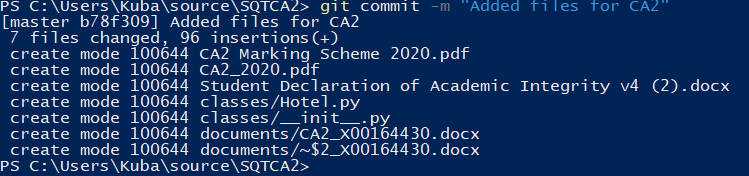 PS C:\Users\Kuba\source\SQTCA2> git commit -m "Added files for CA2"
[master b78f309] Added files for CA2
 7 files changed, 96 insertions(+)
 create mode 100644 CA2 Marking Scheme 2020.pdf
 create mode 100644 CA2_2020.pdf
 create mode 100644 Student Declaration of Academic Integrity v4 (2).docx
 create mode 100644 classes/Hotel.py
 create mode 100644 classes/__init__.py
 create mode 100644 documents/CA2_X00164430.docx
 create mode 100644 documents/~$2_X00164430.docx
PS C:\Users\Kuba\source\SQTCA2>